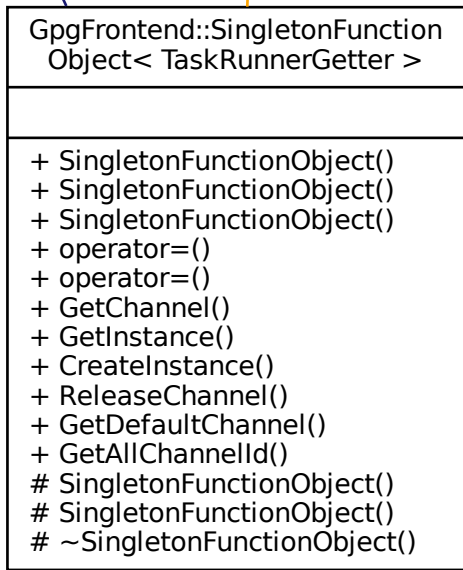 GpgFrontend::SingletonFunction
Object< TaskRunnerGetter >
+ SingletonFunctionObject()
+ SingletonFunctionObject()
+ SingletonFunctionObject()
+ operator=()
+ operator=()
+ GetChannel()
+ GetInstance()
+ CreateInstance()
+ ReleaseChannel()
+ GetDefaultChannel()
+ GetAllChannelId()
# SingletonFunctionObject()
# SingletonFunctionObject()
# ~SingletonFunctionObject()